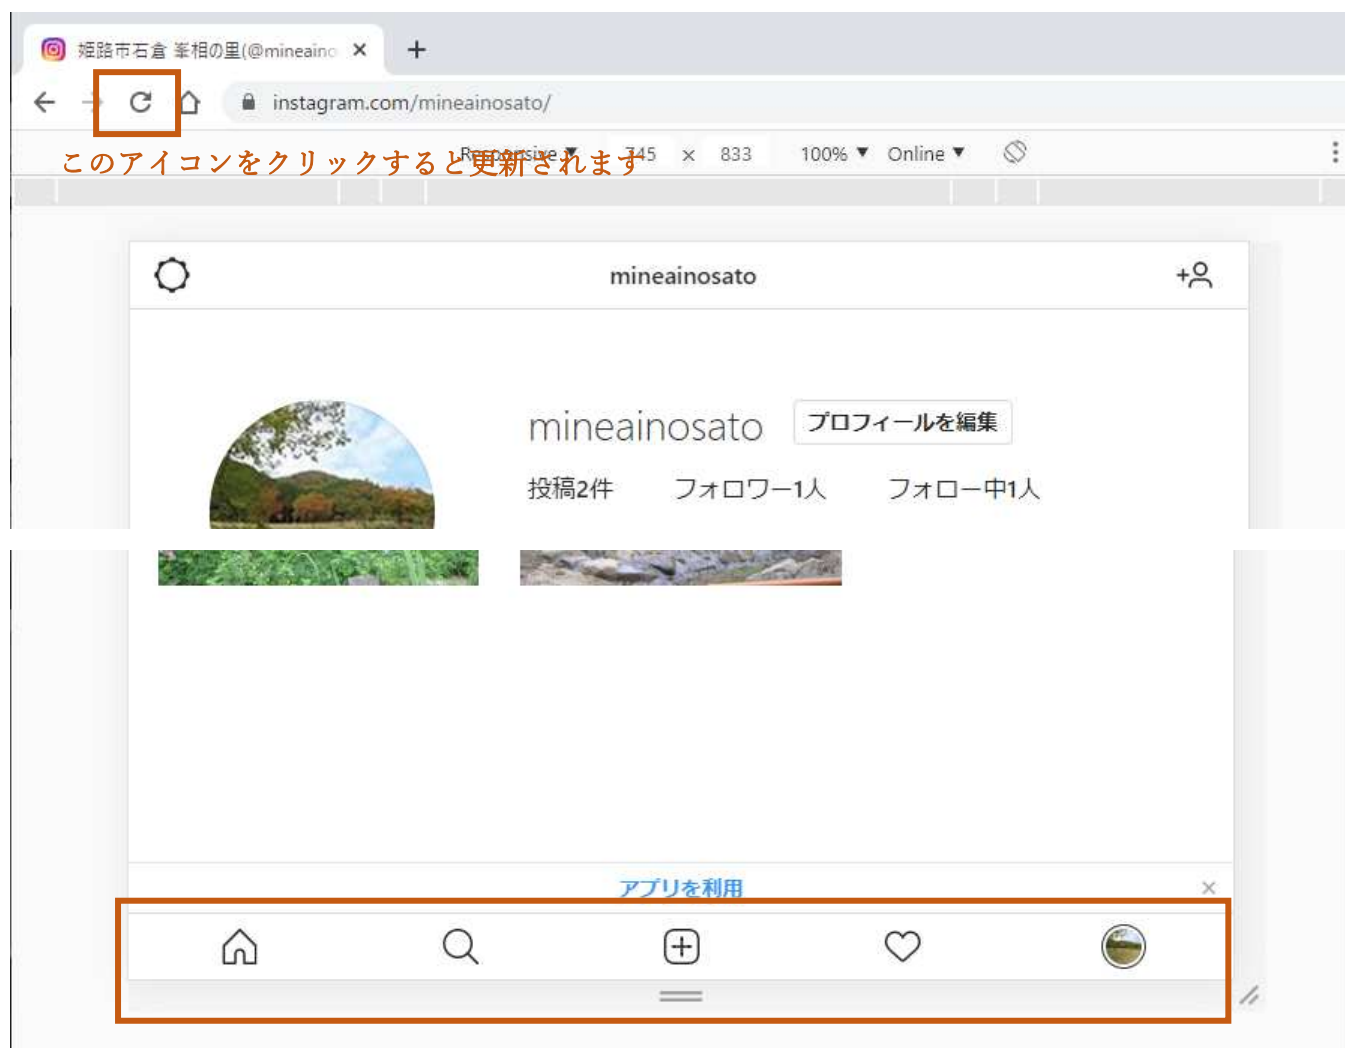 姫路市石倉 峯相の里(@mineaino
instagram.com/mineainosato/
このアイコンをクリックすると更新されます
Responsive ▼ 745 × 833 100% ▼ Online ▼
mineainosato
mineainosato プロフィールを編集
投稿2件 フォロワー1人 フォロー中1人
アプリを利用